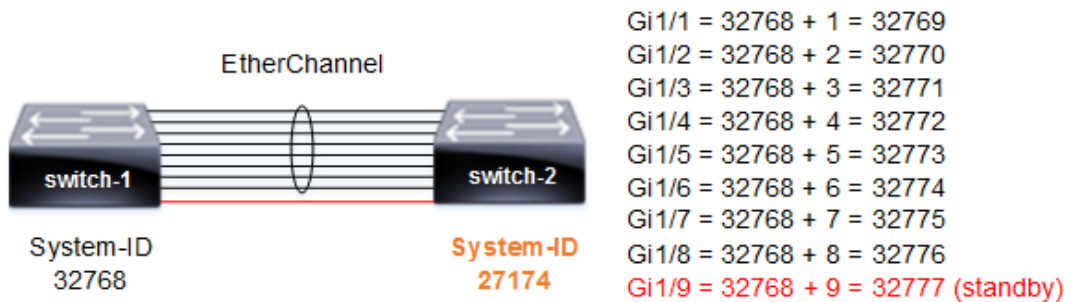 EtherChannel
switch-1
switch-2
System-ID
32768
System-ID
27174
Gi1/1 = 32768 + 1 = 32769
Gi1/2 = 32768 + 2 = 32770
Gi1/3 = 32768 + 3 = 32771
Gi1/4 = 32768 + 4 = 32772
Gi1/5 = 32768 + 5 = 32773
Gi1/6 = 32768 + 6 = 32774
Gi1/7 = 32768 + 7 = 32775
Gi1/8 = 32768 + 8 = 32776
Gi1/9 = 32768 + 9 = 32777 (standby)